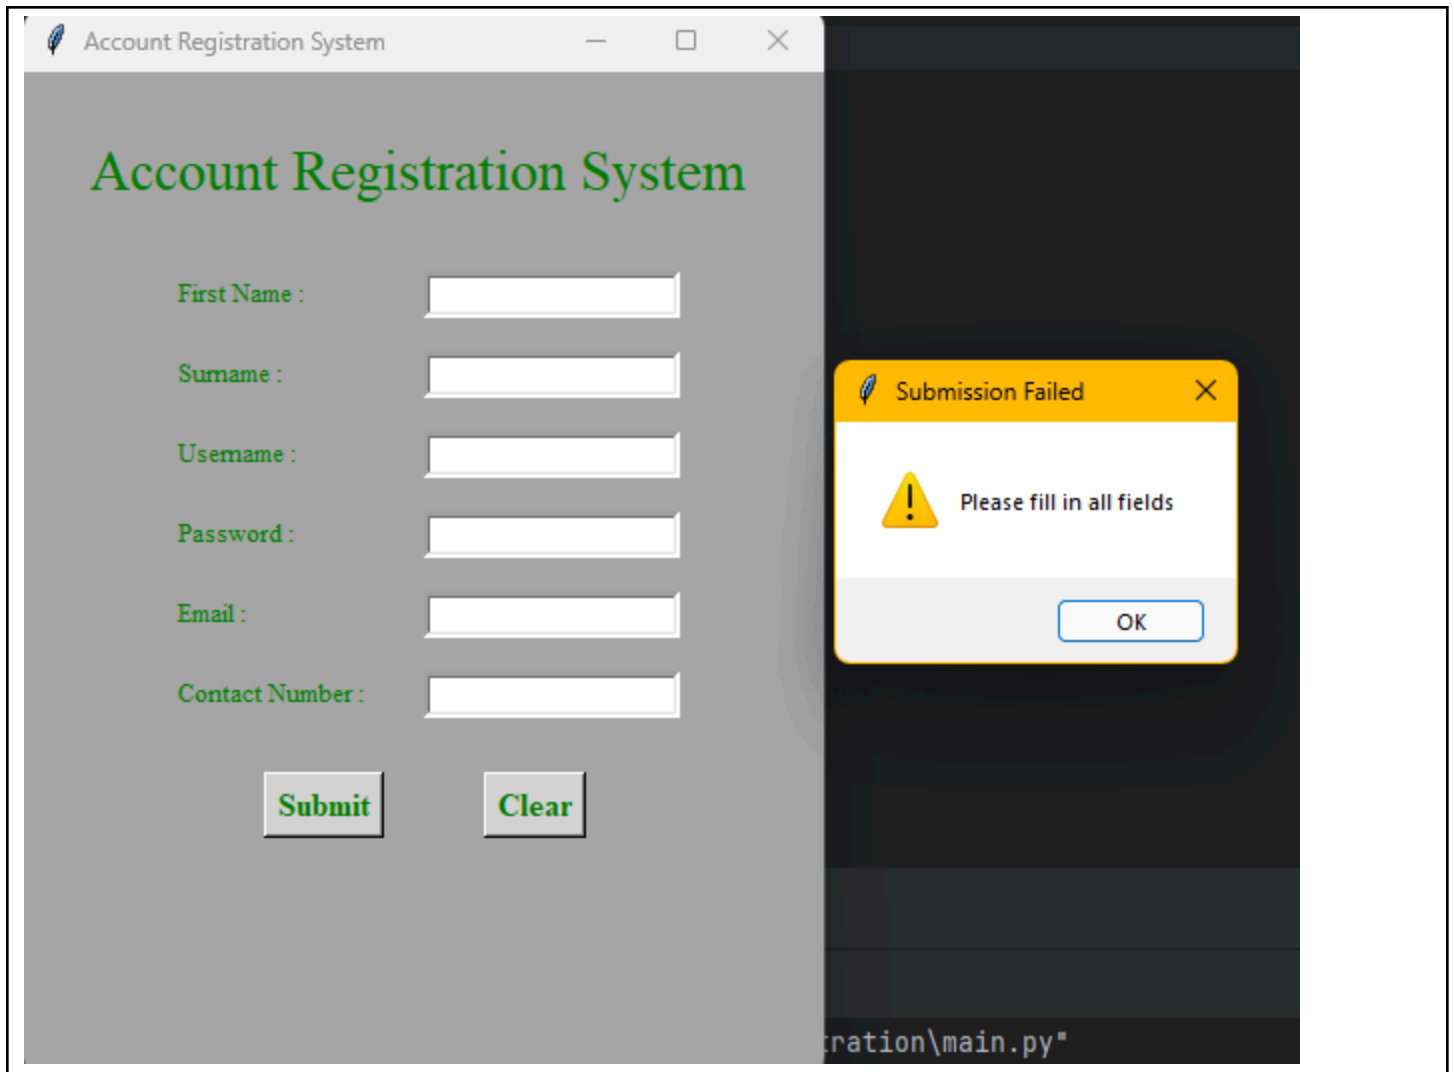 Account Registration System
Account Registration System
First Name :
Surname :
Username :
Password :
Email :
Contact Number :
Submit Clear
Submission Failed
Please fill in all fields
OK
tration\main.py"